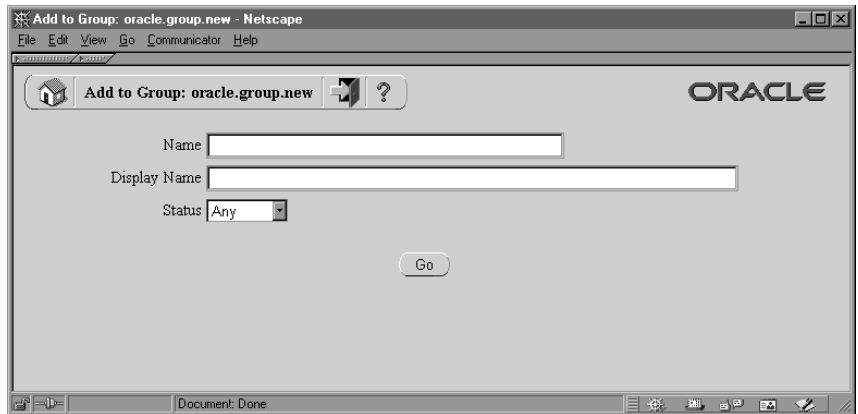 Add to Group: oracle.group.new - Netscape
File Edit View Go Communicator Help
Add to Group: oracle.group.new ?
ORACLE
Name
Display Name
Status Any
Go
Document: Done